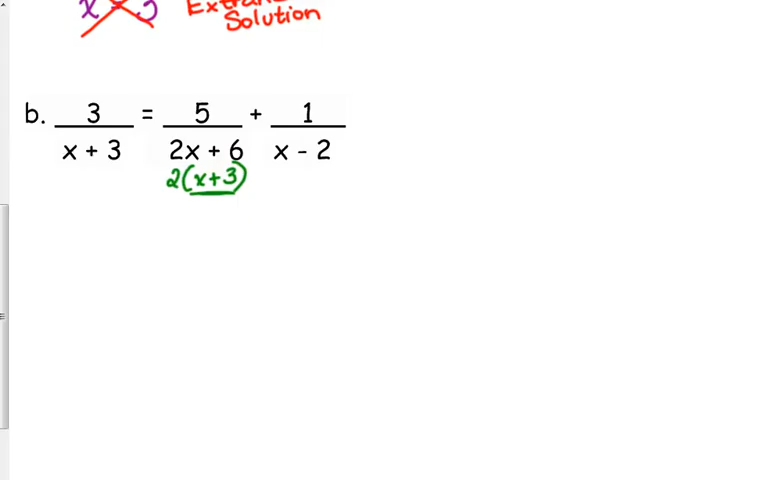 Solution
b. 3 = 5 + 1
x + 3 2x + 6 x - 2
2(x+3)